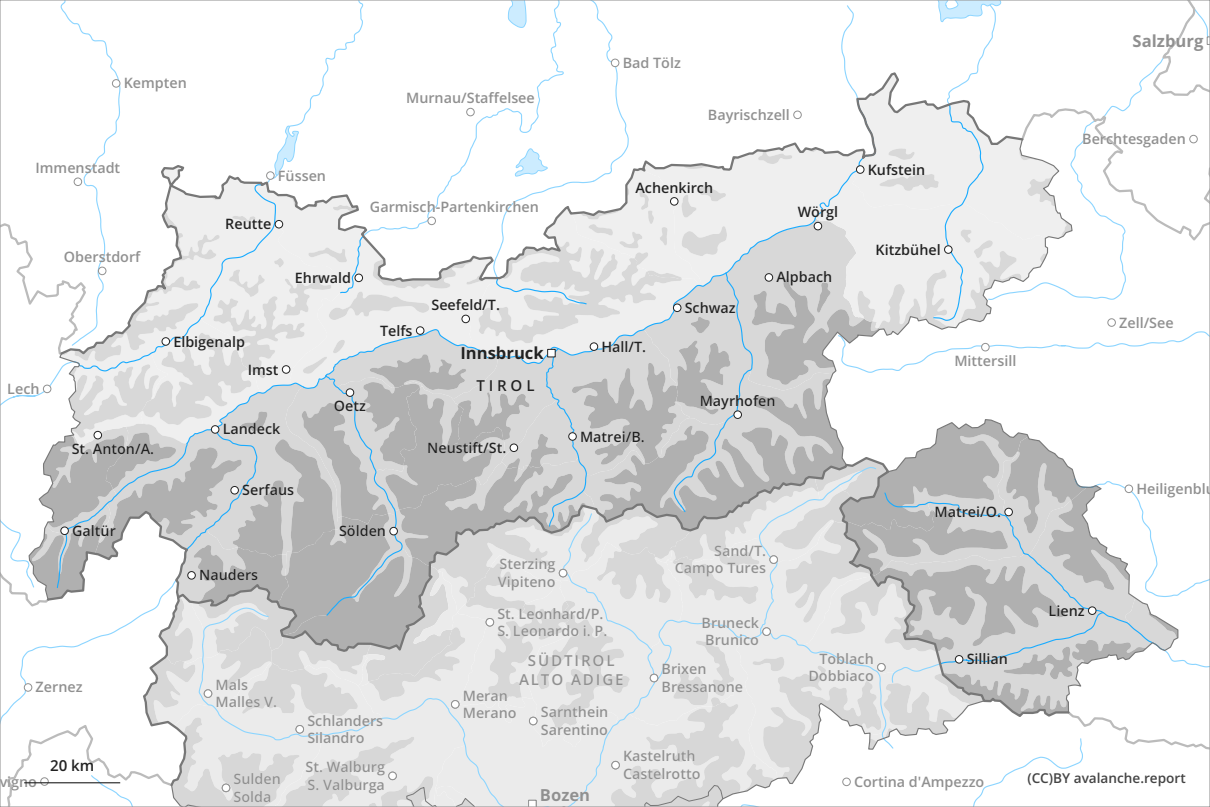 Salzburg
Bad Tölz
Kempten
Murnau/Staffelsee
Bayrischzell
Berchtesgaden
Immenstadt
Füssen
Kufstein
Achenkirch
Garmisch-Partenkirchen
Wörgl
Reutte
Kitzbühel
Oberstdorf
Ehrwald
Alpbach
Seefeld/T.
Schwaz
Zell/See
Telfs
Elbigenalp
Innsbruck
Hall/T.
Mittersill
Imst
TIROL
Lech
Oetz
Mayrhofen
Landeck
Matrei/B.
St. Anton/A.
Neustift/St.
Serfaus
Heiligenblu
Matrei/O.
Galtür
Sölden
Sand/T.
Campo Tures
Sterzing
Vipiteno
Nauders
Lienz
St. Leonhard/P.
S. Leonardo i. P.
Bruneck
Brunico
SÜDTIROL
ALTO ADIGE
Toblach
Dobbiaco
Sillian
Brixen
Bressanone
Zernez
Mals
Malles V.
Meran
Merano
Sarnthein
Sarentino
Schlanders
Silandro
Kastelruth
Castelrotto
St. Walburg
S. Valburga
20 km
vigno
Sulden
Solda
Cortina d'Ampezzo
(CC)BY avalanche.report
Bozen